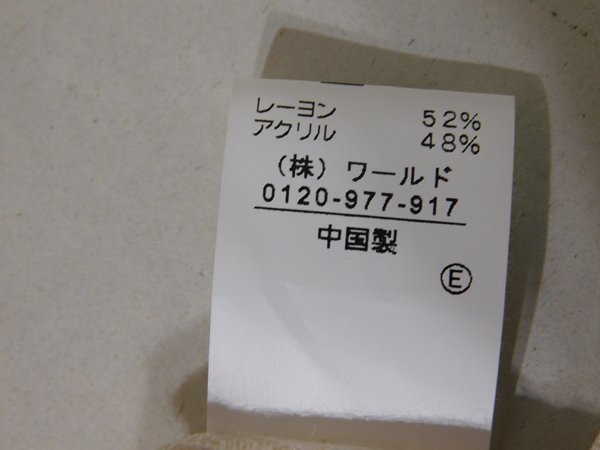 レーヨン 52%
アクリル 48%
(株) ワールド
0120-977-917
中国製
Ⓔ